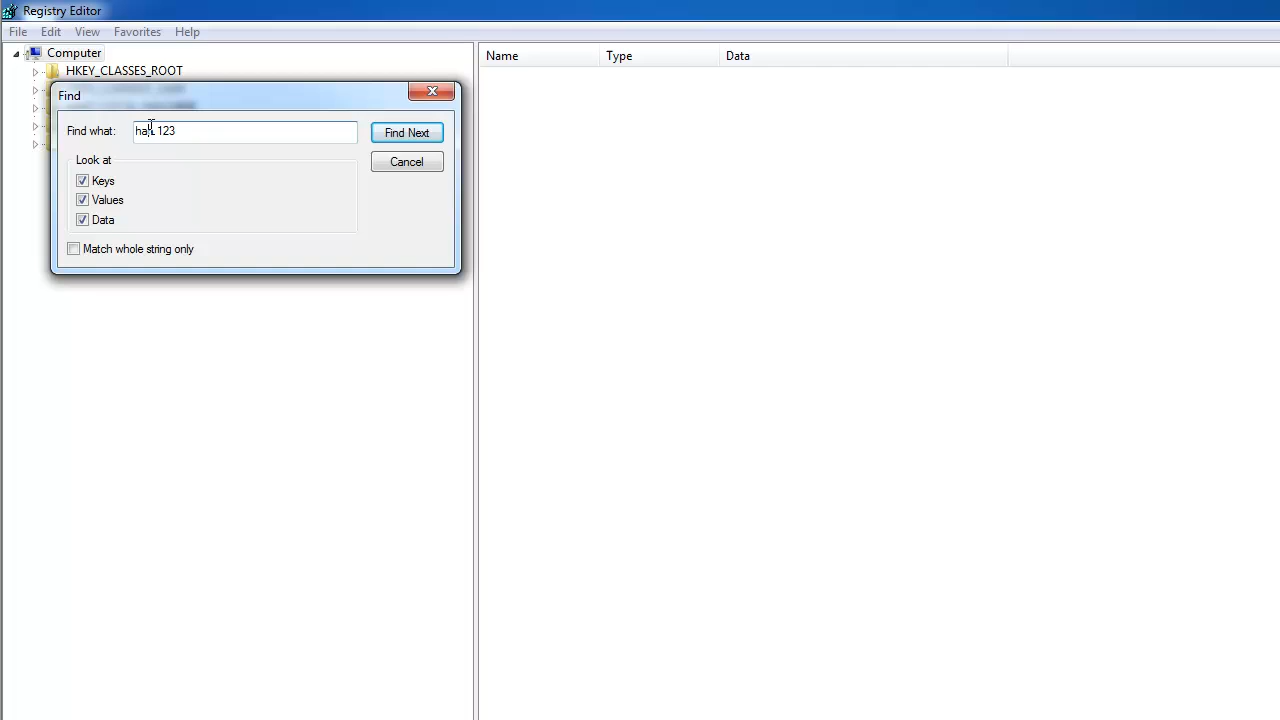 Registry Editor
File Edit View Favorites Help
Computer
Name Type Data
HKEY_CLASSES_ROOT
Find
Find what: 123
Find Next
Look at
Cancel
Keys
Values
Data
Match whole string only